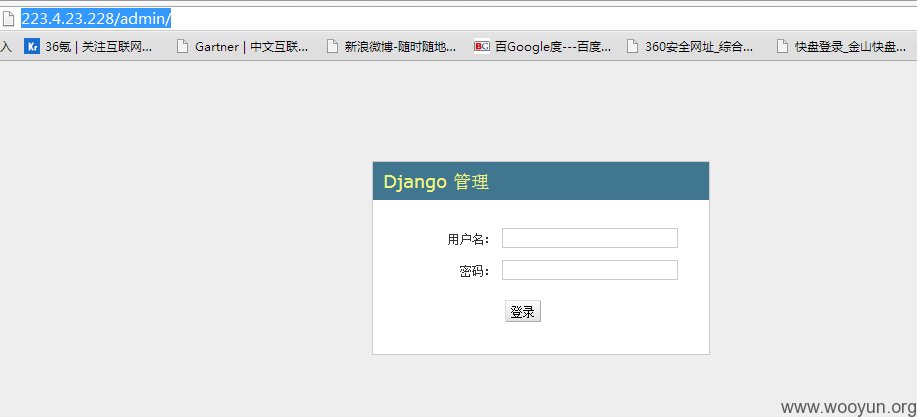 223.4.23.228/admin/
入 Kr 36氪 | 关注互联网... Gartner | 中文互联... 新浪微博-随时随地... BG 百Google度---百度... 360安全网址_综合... 快盘登录_金山快盘...
Django 管理
用户名：
密码：
登录
www.wooyun.org